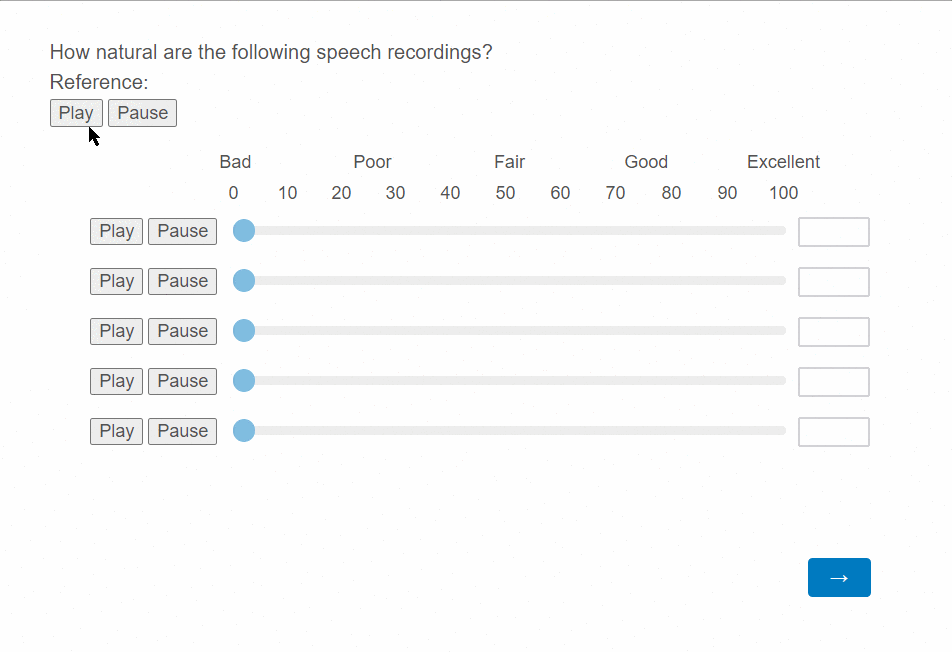 How natural are the following speech recordings?
Reference:
Play Pause
Bad Poor Fair Good Excellent
0 10 20 30 40 50 60 70 80 90 100
Play Pause
Play Pause
Play Pause
Play Pause
Play Pause
→